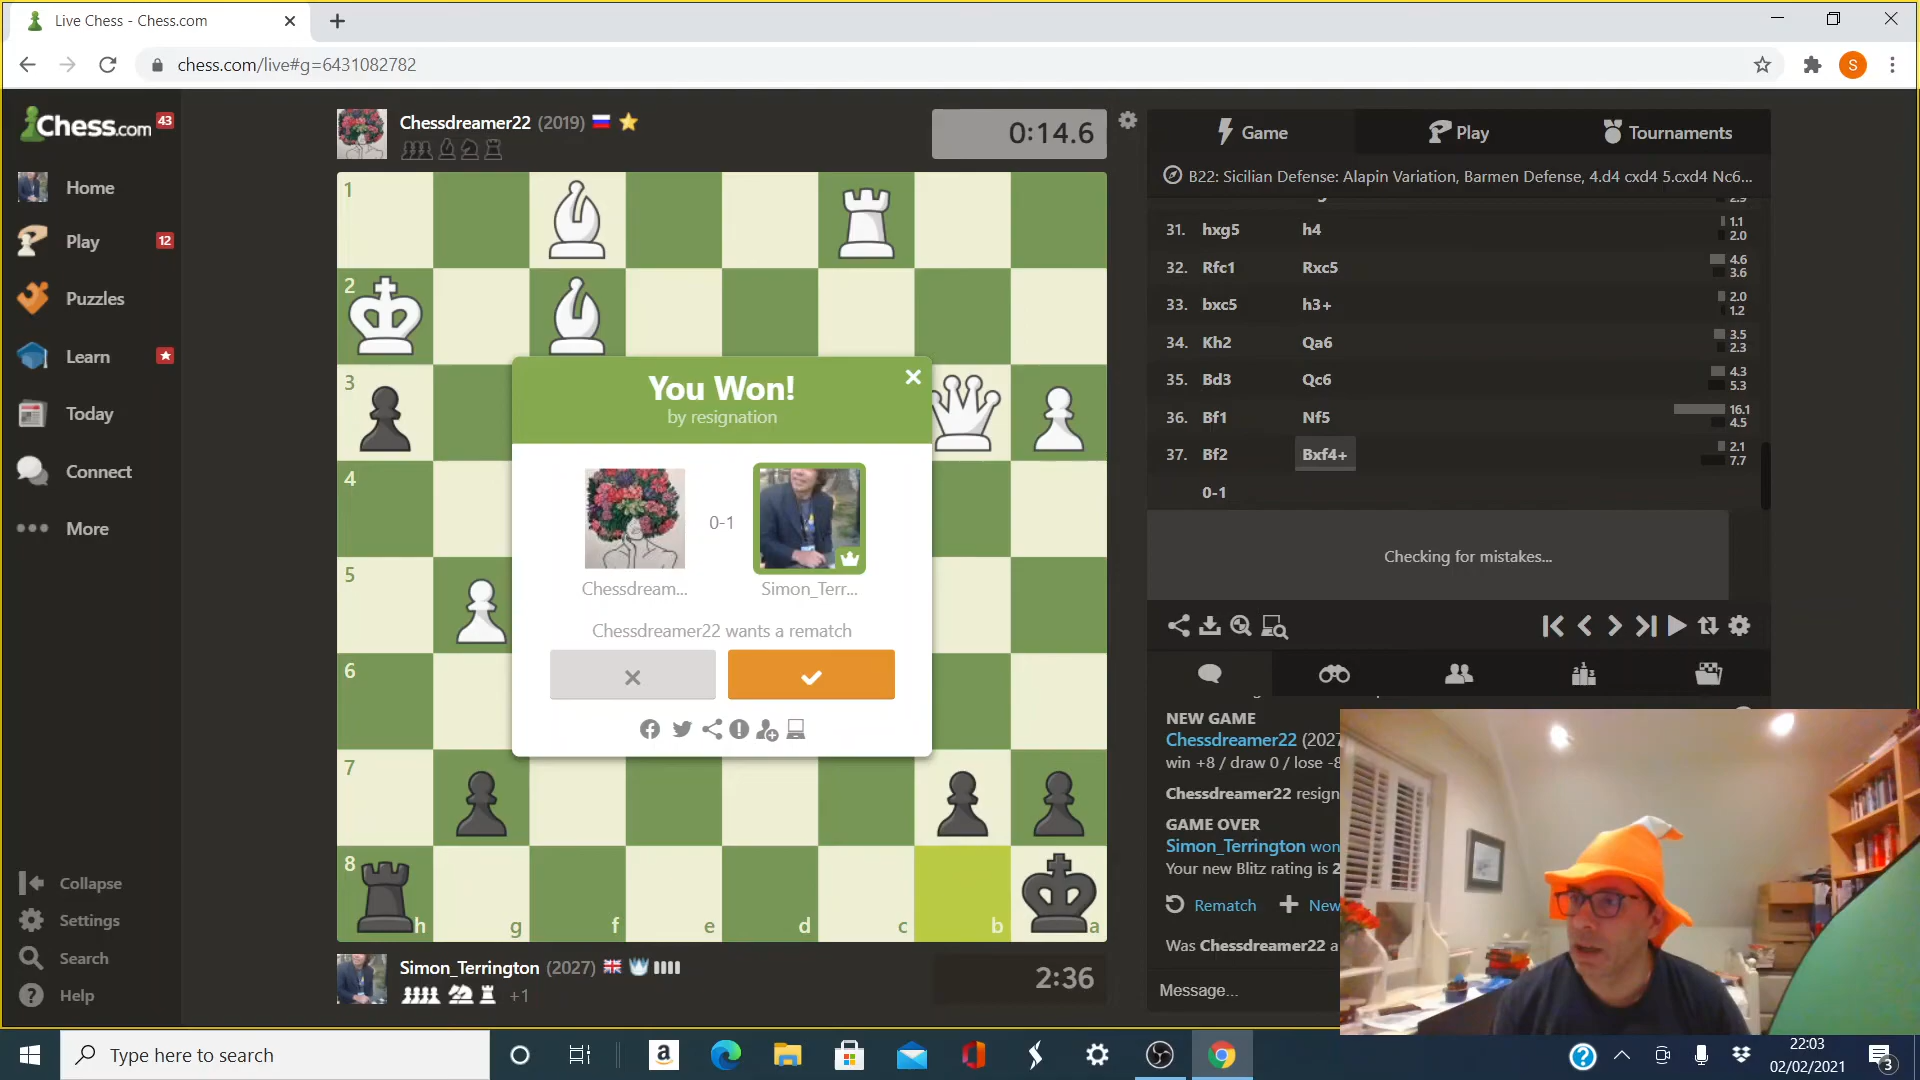 Live Chess - Chess.com
chess.com/live#g=6431082782
S
Chess.com 43
Home
Play 12
Puzzles
Learn
Today
Connect
More
Collapse
Settings
Search
Help
Chessdreamer22 (2019)
0:14.6
1
2
3
4
5
6
7
8
h g f e d c b a
You Won!
by resignation
0-1
Chessdream... Simon_Terr...
Chessdreamer22 wants a rematch
Simon_Terrington (2027)
+1
2:36
Game Play Tournaments
B22: Sicilian Defense: Alapin Variation, Barmen Defense, 4.d4 cxd4 5.cxd4 Nc6...
2.9
31. hxg5 h4 1.1
2.0
32. Rfc1 Rxc5 4.6
3.6
33. bxc5 h3+ 2.0
1.2
34. Kh2 Qa6 3.5
2.3
35. Bd3 Qc6 4.3
5.3
36. Bf1 Nf5 16.1
4.5
37. Bf2 Bxf4+ 2.1
7.7
0-1
Checking for mistakes...
NEW GAME
Chessdreamer22 (2027
win +8 / draw 0 / lose -8
Chessdreamer22 resign
GAME OVER
Simon_Terrington won
Your new Blitz rating is 2
Rematch New
Was Chessdreamer22 a
Message...
Type here to search
22:03
02/02/2021
3